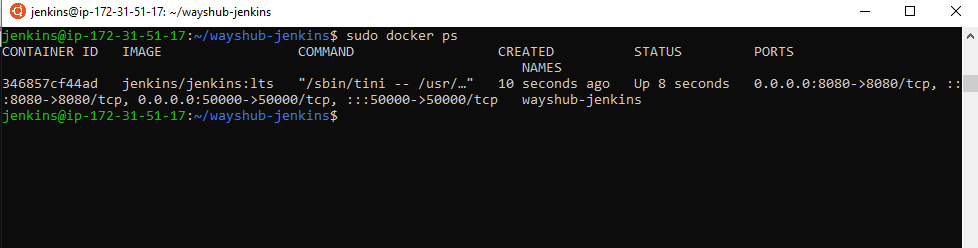 jenkins@ip-172-31-51-17: ~/wayshub-jenkins
jenkins@ip-172-31-51-17:~/wayshub-jenkins$ sudo docker ps
CONTAINER ID   IMAGE                 COMMAND                  CREATED          STATUS         PORTS
                                                                 NAMES
346857cf44ad   jenkins/jenkins:lts   "/sbin/tini -- /usr/…"   10 seconds ago   Up 8 seconds   0.0.0.0:8080->8080/tcp, ::
:8080->8080/tcp, 0.0.0.0:50000->50000/tcp, :::50000->50000/tcp   wayshub-jenkins
jenkins@ip-172-31-51-17:~/wayshub-jenkins$